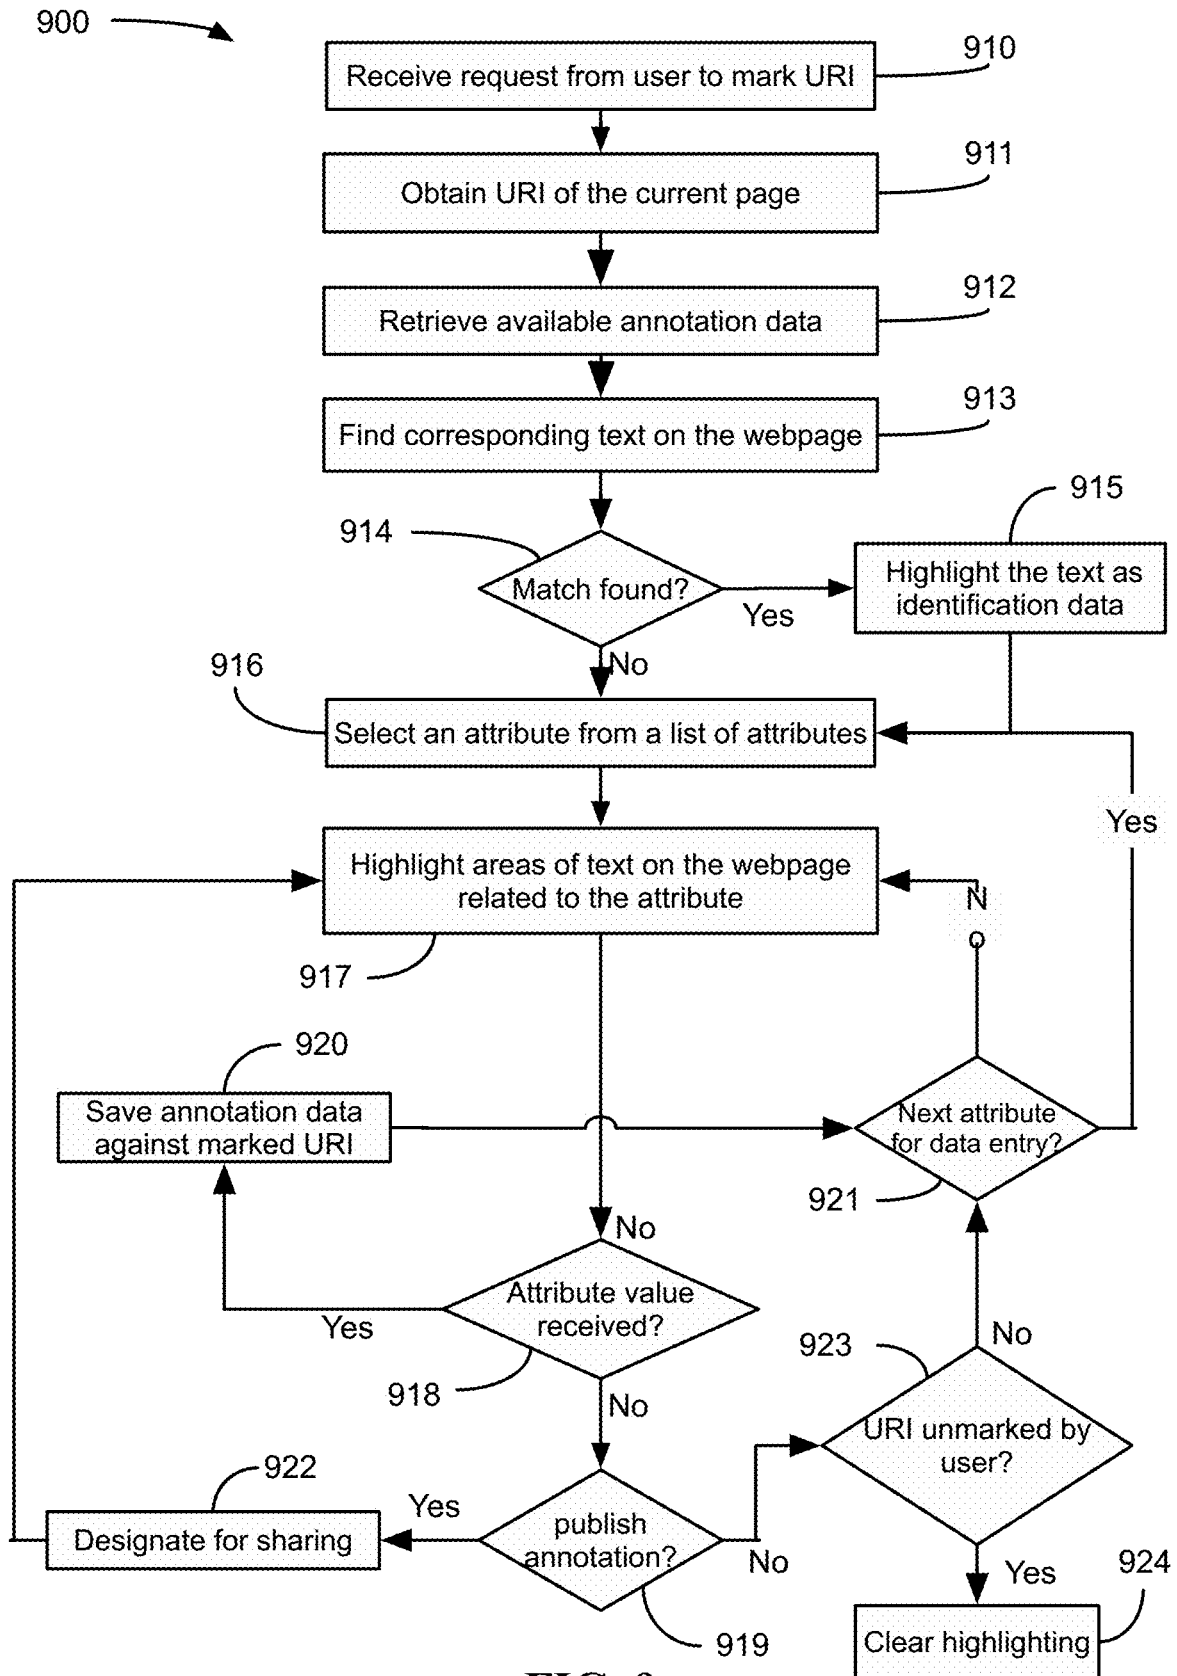 900
Receive request from user to mark URI
910
Obtain URI of the current page
911
Retrieve available annotation data
912
Find corresponding text on the webpage
913
914
Match found?
Yes
915
Highlight the text as
identification data
No
916
Select an attribute from a list of attributes
Yes
Highlight areas of text on the webpage
related to the attribute
N
o
917
920
Save annotation data
against marked URI
Next attribute
for data entry?
921
No
Attribute value
received?
Yes
918
No
923
No
URI unmarked by
user?
922
Designate for sharing
Yes
publish
annotation?
No
919
Yes
924
Clear highlighting